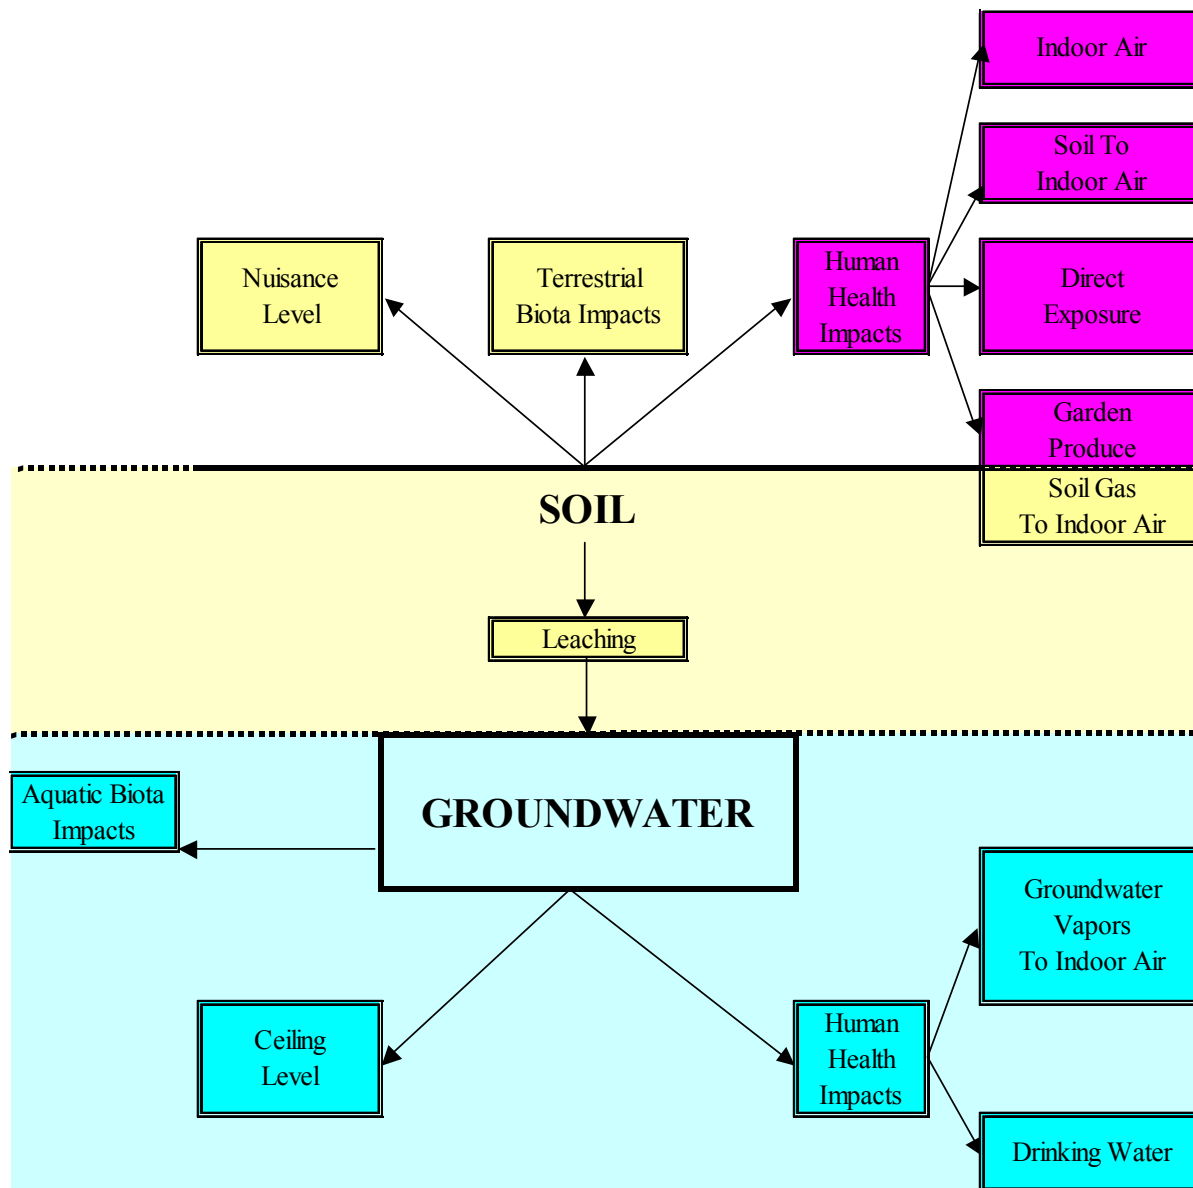 Indoor Air
Soil To
Indoor Air
Nuisance
Level
Terrestrial
Biota Impacts
Human
Health
Impacts
Direct
Exposure
Garden
Produce
SOIL
Soil Gas
To Indoor Air
Leaching
Aquatic Biota
Impacts
GROUNDWATER
Groundwater
Vapors
To Indoor Air
Ceiling
Level
Human
Health
Impacts
Drinking Water